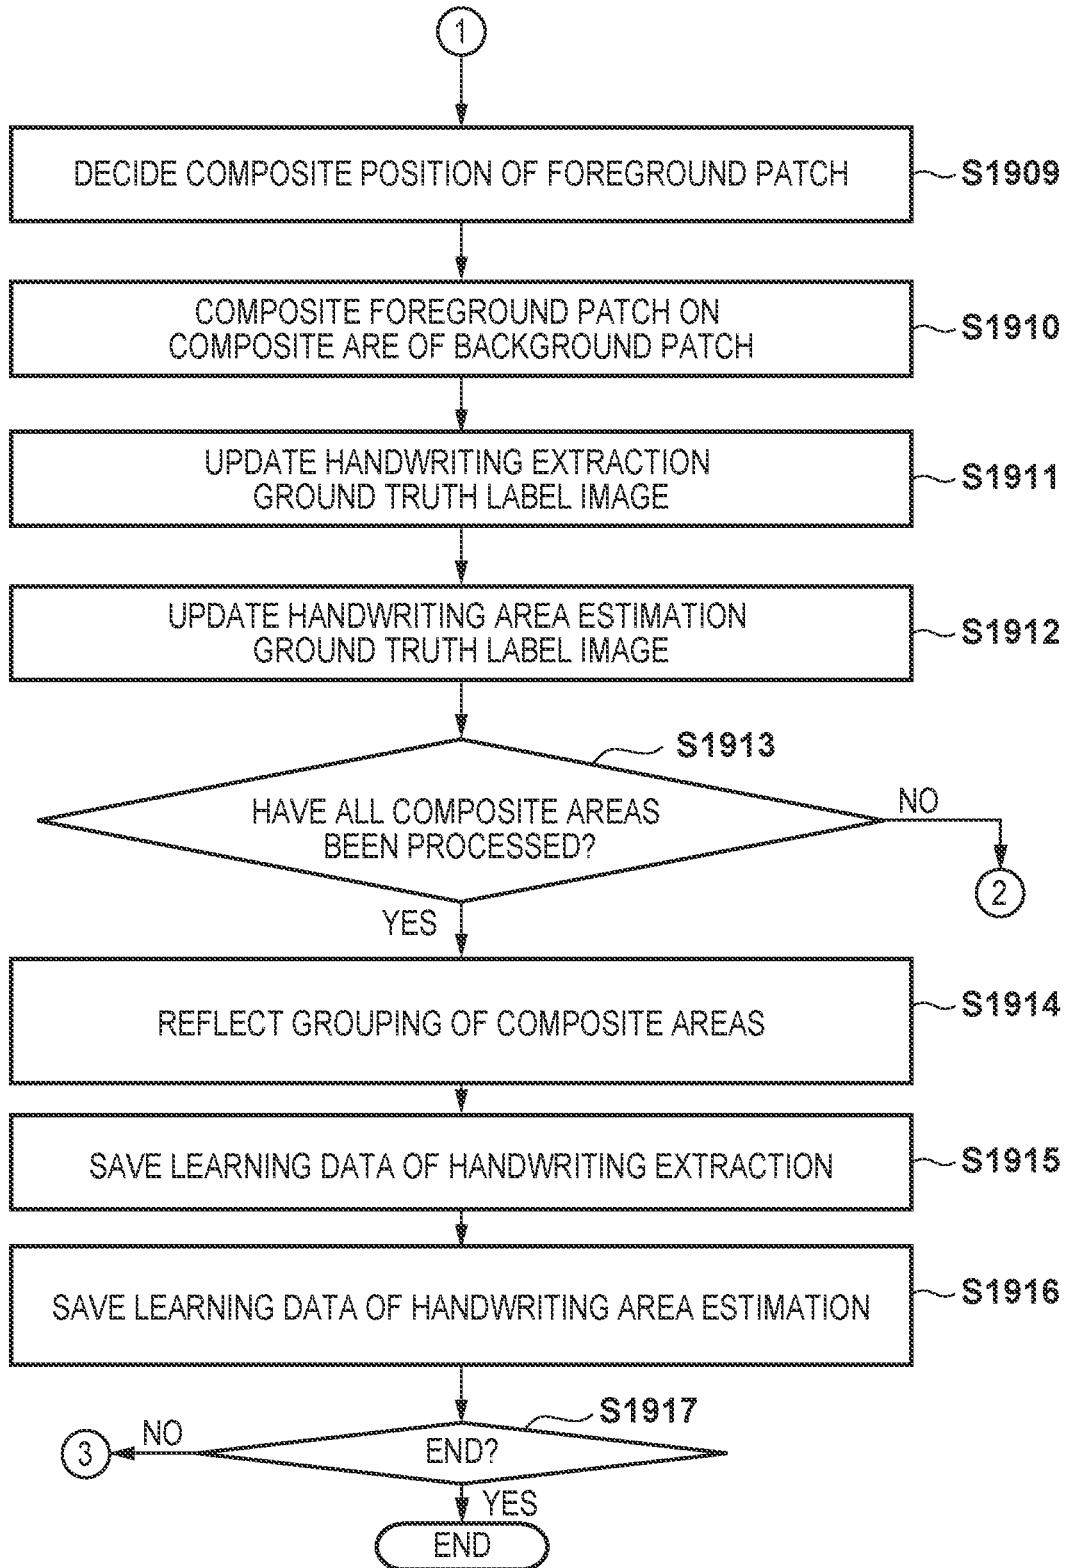 1
DECIDE COMPOSITE POSITION OF FOREGROUND PATCH
S1909
COMPOSITE FOREGROUND PATCH ON
COMPOSITE ARE OF BACKGROUND PATCH
S1910
UPDATE HANDWRITING EXTRACTION
GROUND TRUTH LABEL IMAGE
S1911
UPDATE HANDWRITING AREA ESTIMATION
GROUND TRUTH LABEL IMAGE
S1912
S1913
HAVE ALL COMPOSITE AREAS
BEEN PROCESSED?
NO
2
YES
REFLECT GROUPING OF COMPOSITE AREAS
S1914
SAVE LEARNING DATA OF HANDWRITING EXTRACTION
S1915
SAVE LEARNING DATA OF HANDWRITING AREA ESTIMATION
S1916
S1917
END?
NO
3
YES
END